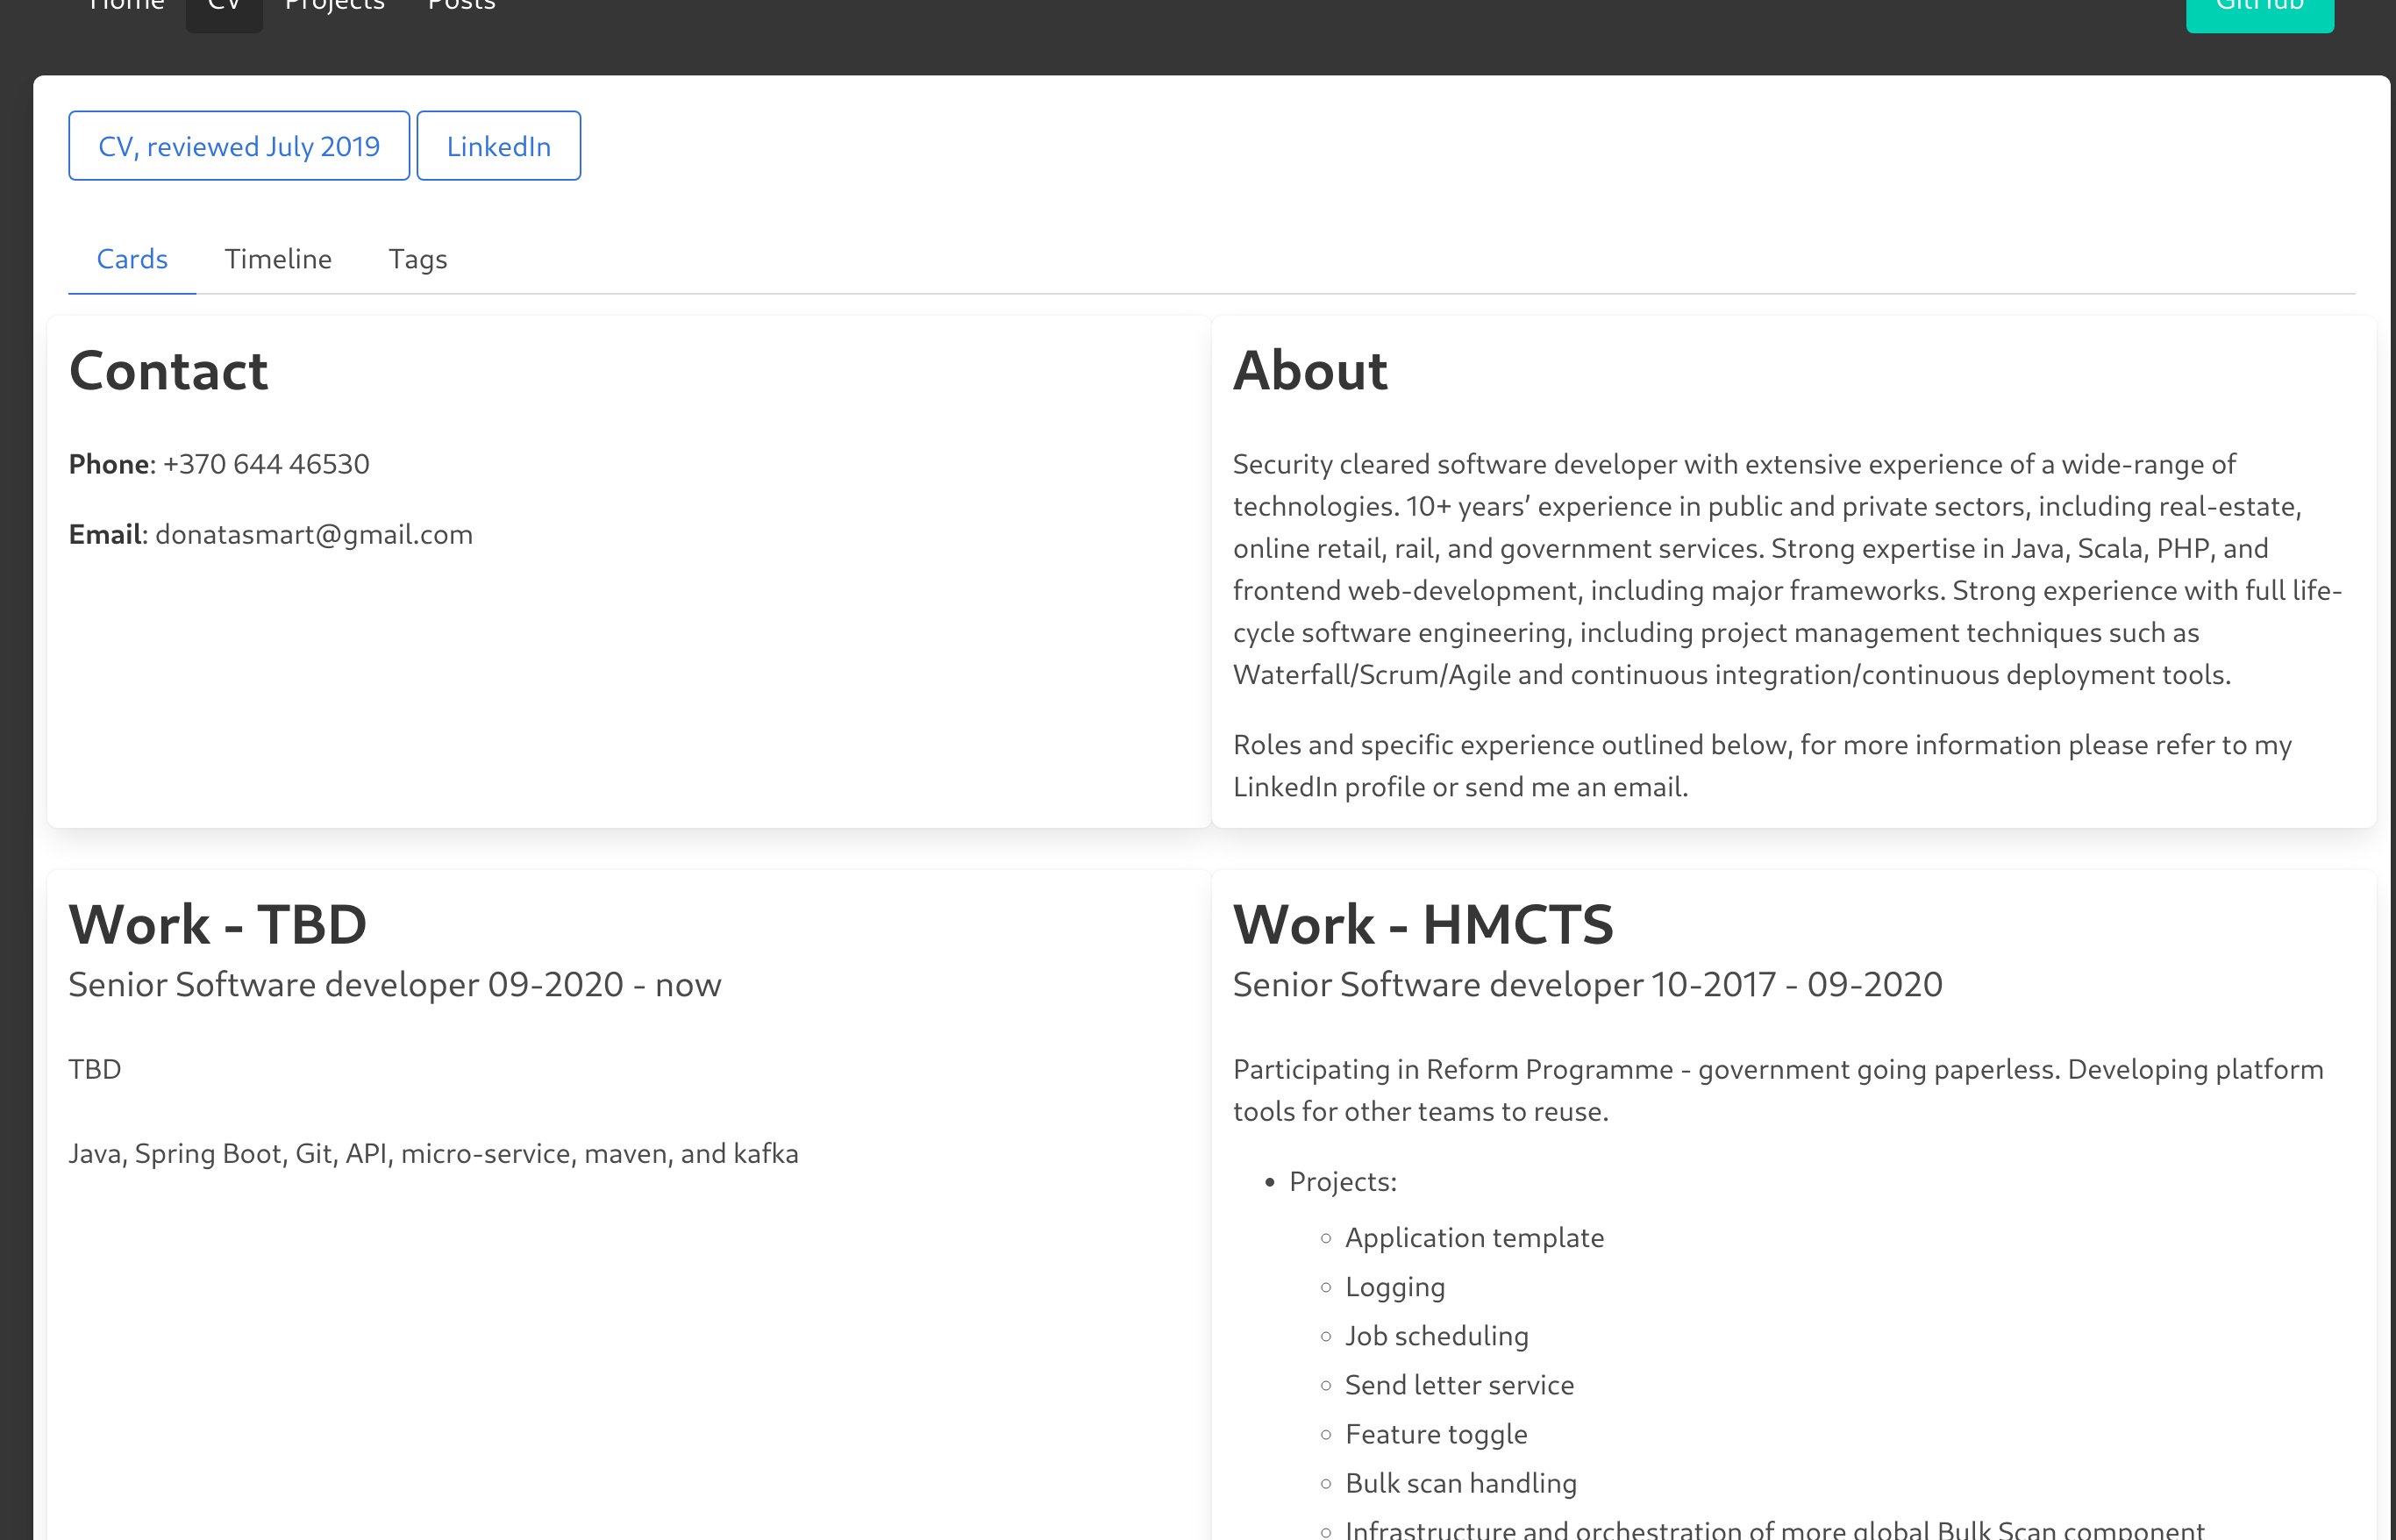 Home CV Projects Posts GitHub
CV, reviewed July 2019 LinkedIn
Cards Timeline Tags
Contact
Phone: +370 644 46530
Email: donatasmart@gmail.com
About
Security cleared software developer with extensive experience of a wide-range of
technologies. 10+ years’ experience in public and private sectors, including real-estate,
online retail, rail, and government services. Strong expertise in Java, Scala, PHP, and
frontend web-development, including major frameworks. Strong experience with full life-
cycle software engineering, including project management techniques such as
Waterfall/Scrum/Agile and continuous integration/continuous deployment tools.
Roles and specific experience outlined below, for more information please refer to my
LinkedIn profile or send me an email.
Work - TBD
Senior Software developer 09-2020 - now
TBD
Java, Spring Boot, Git, API, micro-service, maven, and kafka
Work - HMCTS
Senior Software developer 10-2017 - 09-2020
Participating in Reform Programme - government going paperless. Developing platform
tools for other teams to reuse.
• Projects:
◦ Application template
◦ Logging
◦ Job scheduling
◦ Send letter service
◦ Feature toggle
◦ Bulk scan handling
◦ Infrastructure and orchestration of more global Bulk Scan component